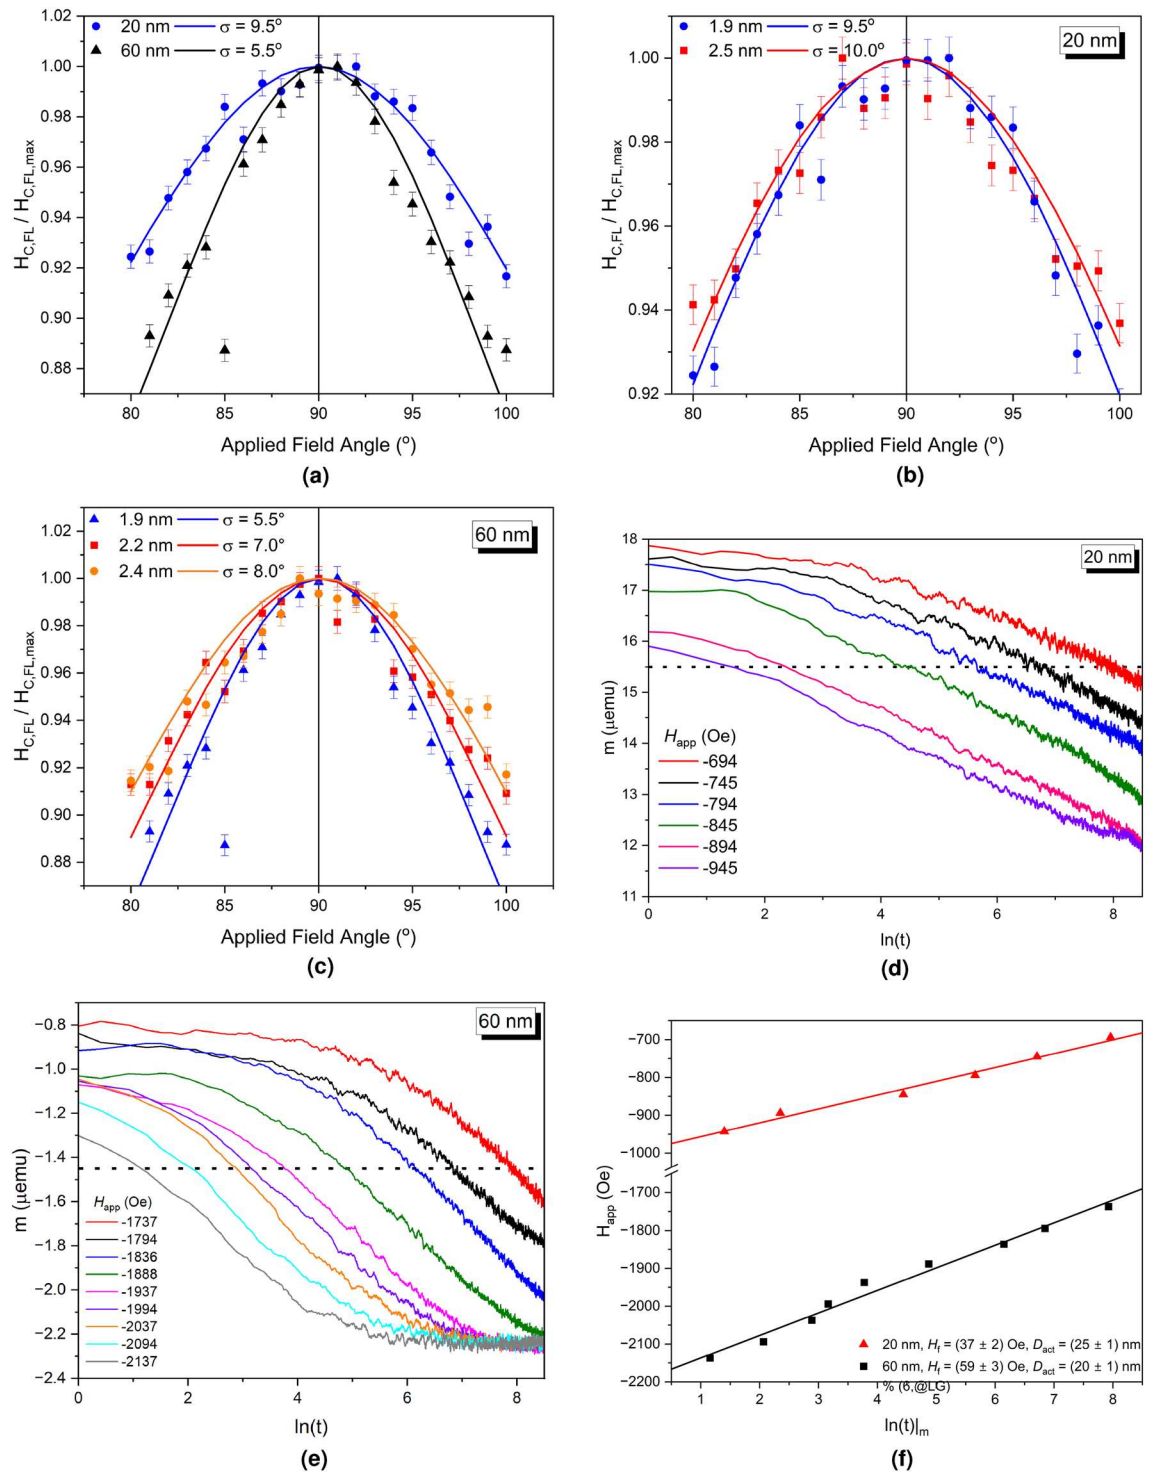 20 nm σ = 9.5º
60 nm σ = 5.5º
1.02
1.00
0.98
0.96
0.94
0.92
0.90
0.88
H_C,FL / H_C,FL,max
80 85 90 95 100
Applied Field Angle (º)
(a)
1.9 nm σ = 9.5º
2.5 nm σ = 10.0º
20 nm
1.00
0.98
0.96
0.94
0.92
H_C,FL / H_C,FL,max
80 85 90 95 100
Applied Field Angle (º)
(b)
1.9 nm σ = 5.5º
2.2 nm σ = 7.0º
2.4 nm σ = 8.0º
60 nm
1.02
1.00
0.98
0.96
0.94
0.92
0.90
0.88
H_C,FL / H_C,FL,max
80 85 90 95 100
Applied Field Angle (º)
(c)
20 nm
18
17
16
15
14
13
12
11
m (μemu)
H_app (Oe)
-694
-745
-794
-845
-894
-945
0 2 4 6 8
ln(t)
(d)
60 nm
−0.8
−1.0
−1.2
−1.4
−1.6
−1.8
−2.0
−2.2
−2.4
m (μemu)
H_app (Oe)
-1737
-1794
-1836
-1888
-1937
-1994
-2037
-2094
-2137
0 2 4 6 8
ln(t)
(e)
−700
−800
−900
−1000
−1700
−1800
−1900
−2000
−2100
−2200
H_app (Oe)
20 nm, H_f = (37 ± 2) Oe, D_act = (25 ± 1) nm
60 nm, H_f = (59 ± 3) Oe, D_act = (20 ± 1) nm
% (6,@LG)
1 2 3 4 5 6 7 8
ln(t)|_m
(f)